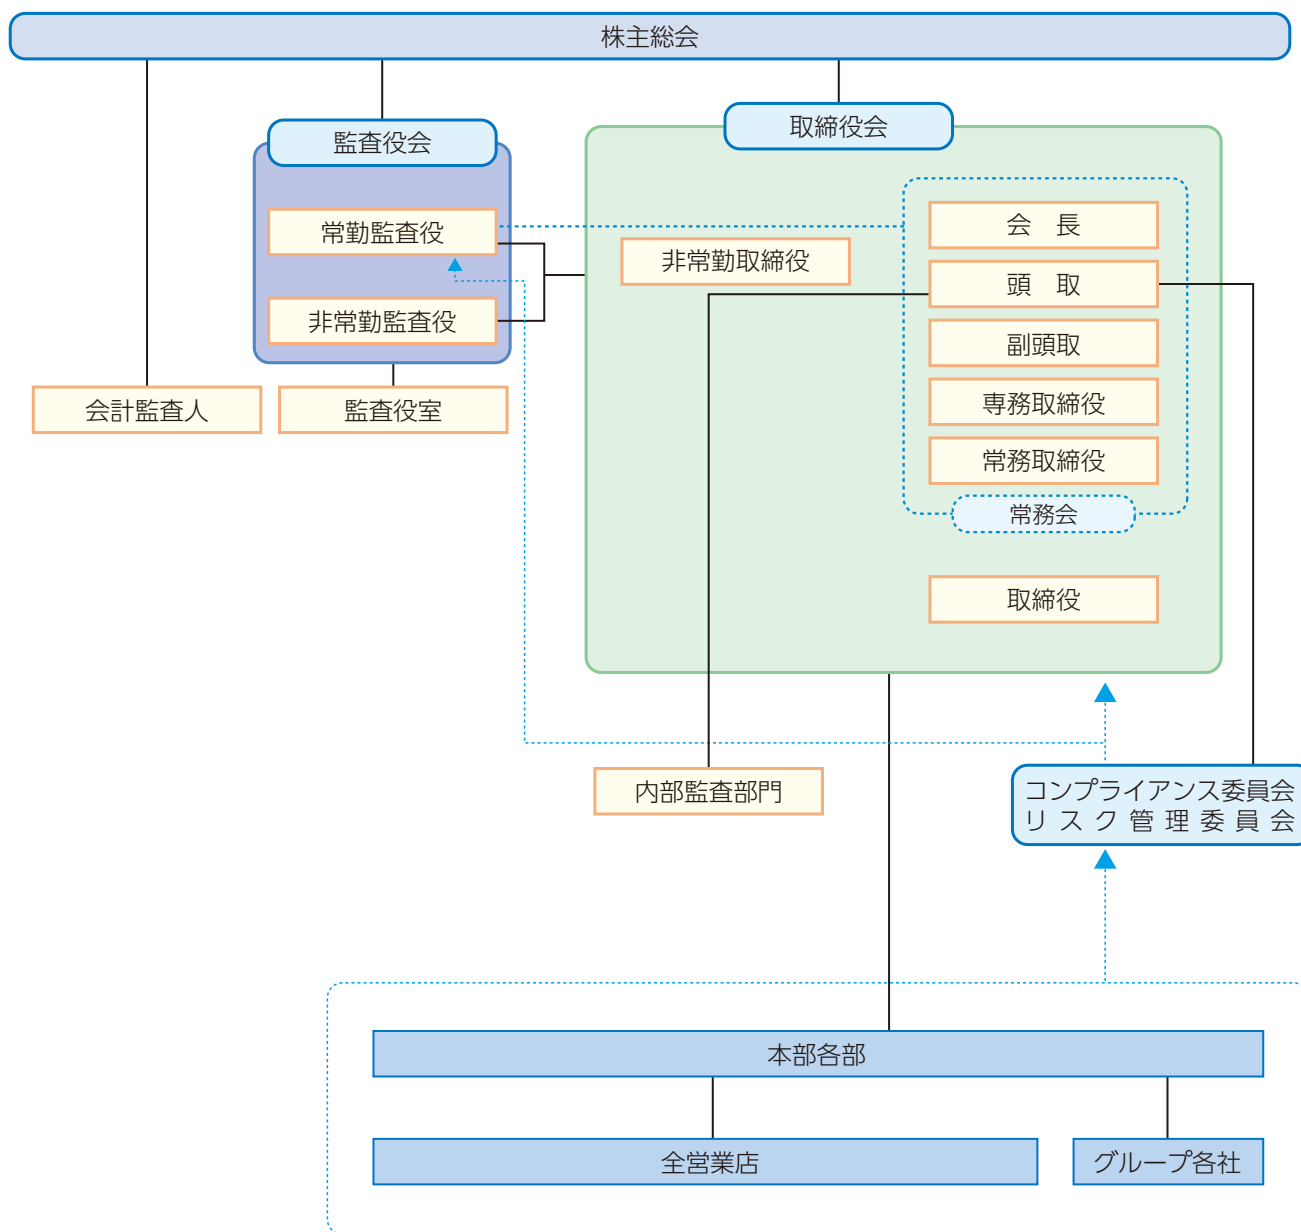 株主総会
監査役会
取締役会
常勤監査役
非常勤監査役
会計監査人
監査役室
非常勤取締役
会　長
頭　取
副頭取
専務取締役
常務取締役
常務会
取締役
内部監査部門
コンプライアンス委員会
リスク管理委員会
本部各部
全営業店
グループ各社